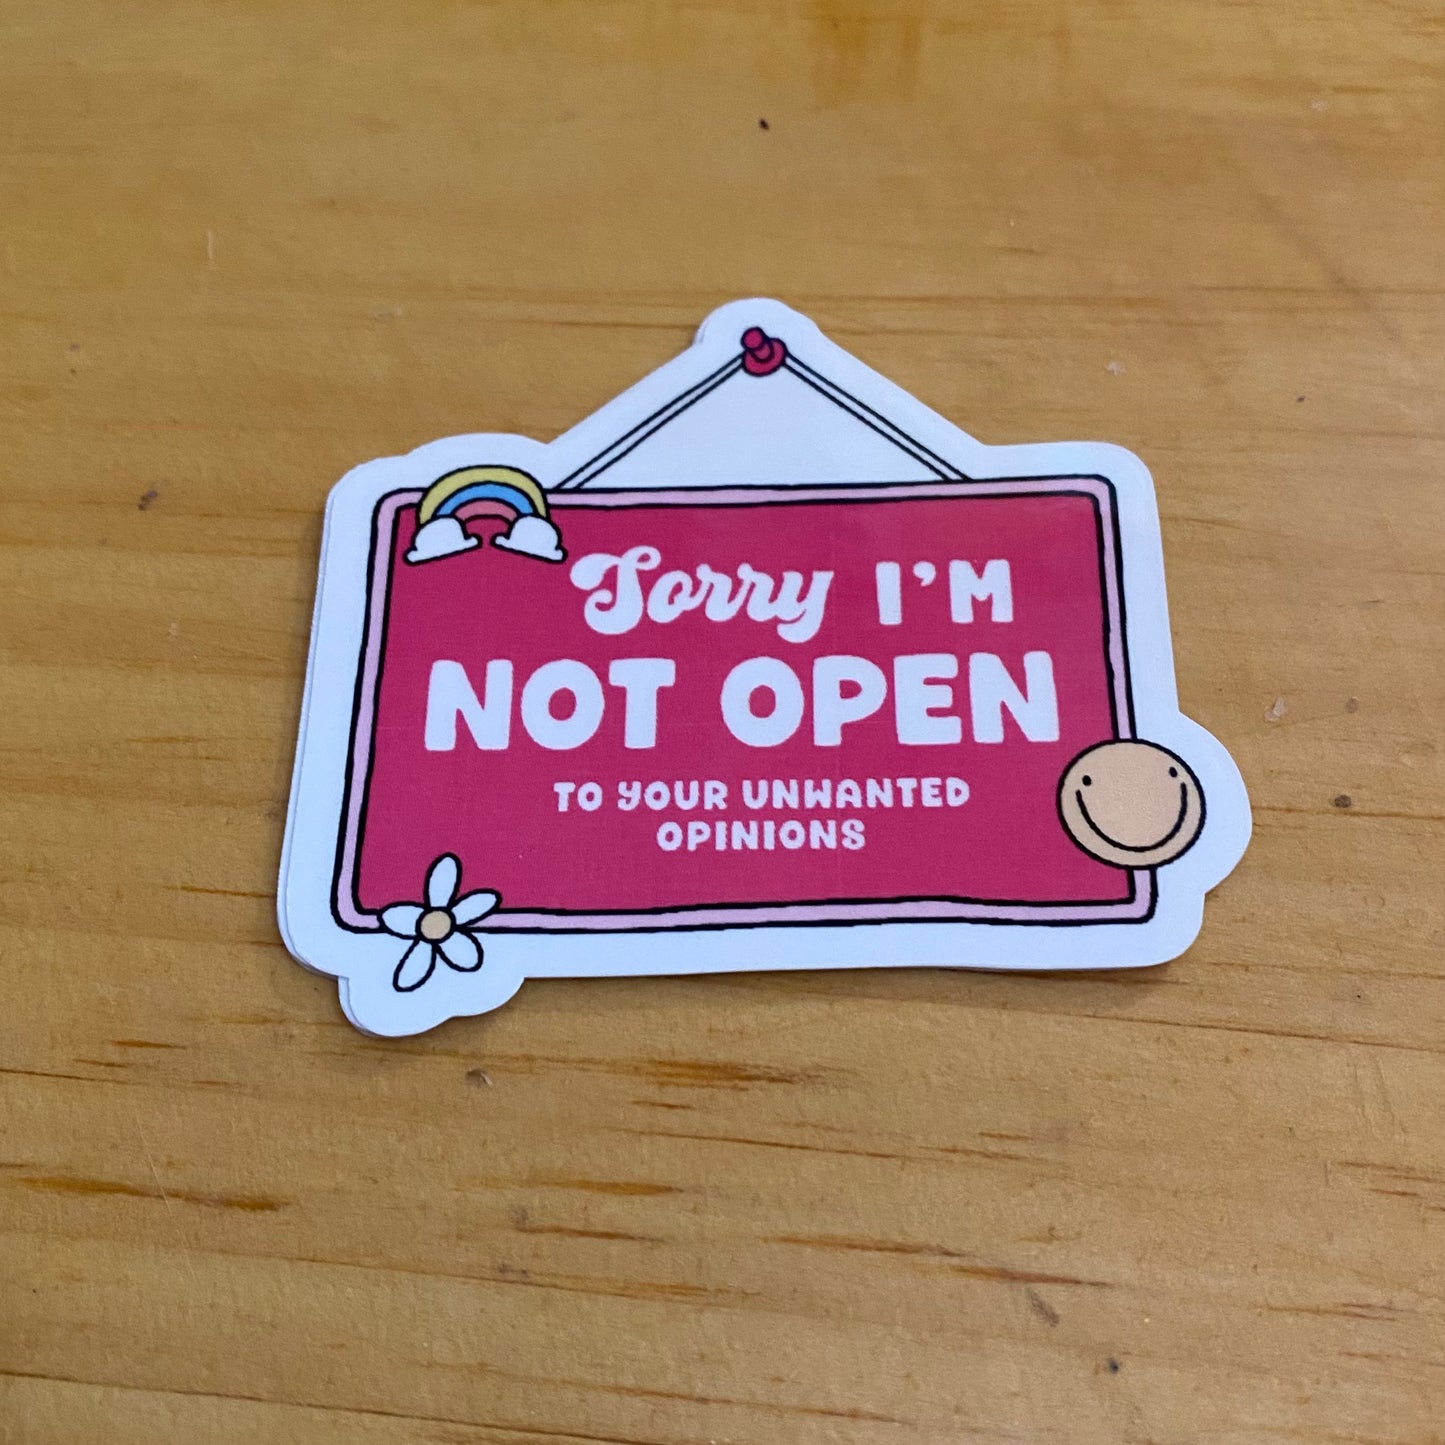 Sorry I'M
NOT OPEN
TO YOUR UNWANTED
OPINIONS